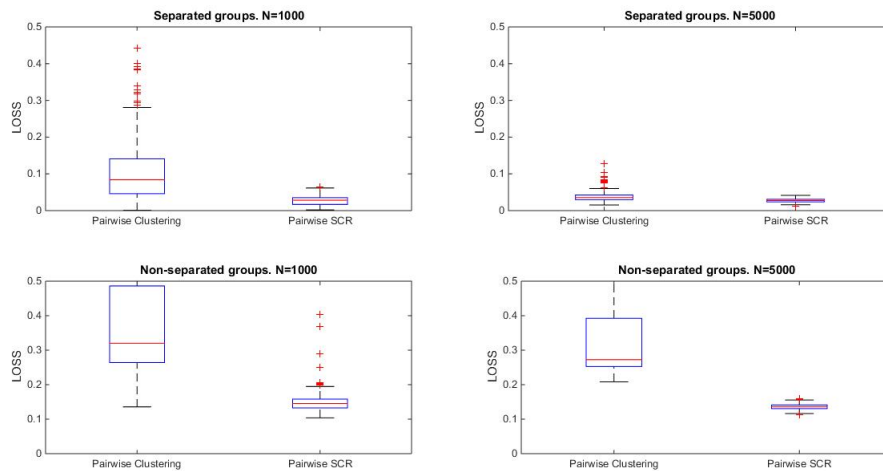 Separated groups. N=1000
LOSS
0.5
0.4
0.3
0.2
0.1
0
Pairwise Clustering
Pairwise SCR
Separated groups. N=5000
LOSS
0.5
0.4
0.3
0.2
0.1
0
Pairwise Clustering
Pairwise SCR
Non-separated groups. N=1000
LOSS
0.5
0.4
0.3
0.2
0.1
0
Pairwise Clustering
Pairwise SCR
Non-separated groups. N=5000
LOSS
0.5
0.4
0.3
0.2
0.1
0
Pairwise Clustering
Pairwise SCR